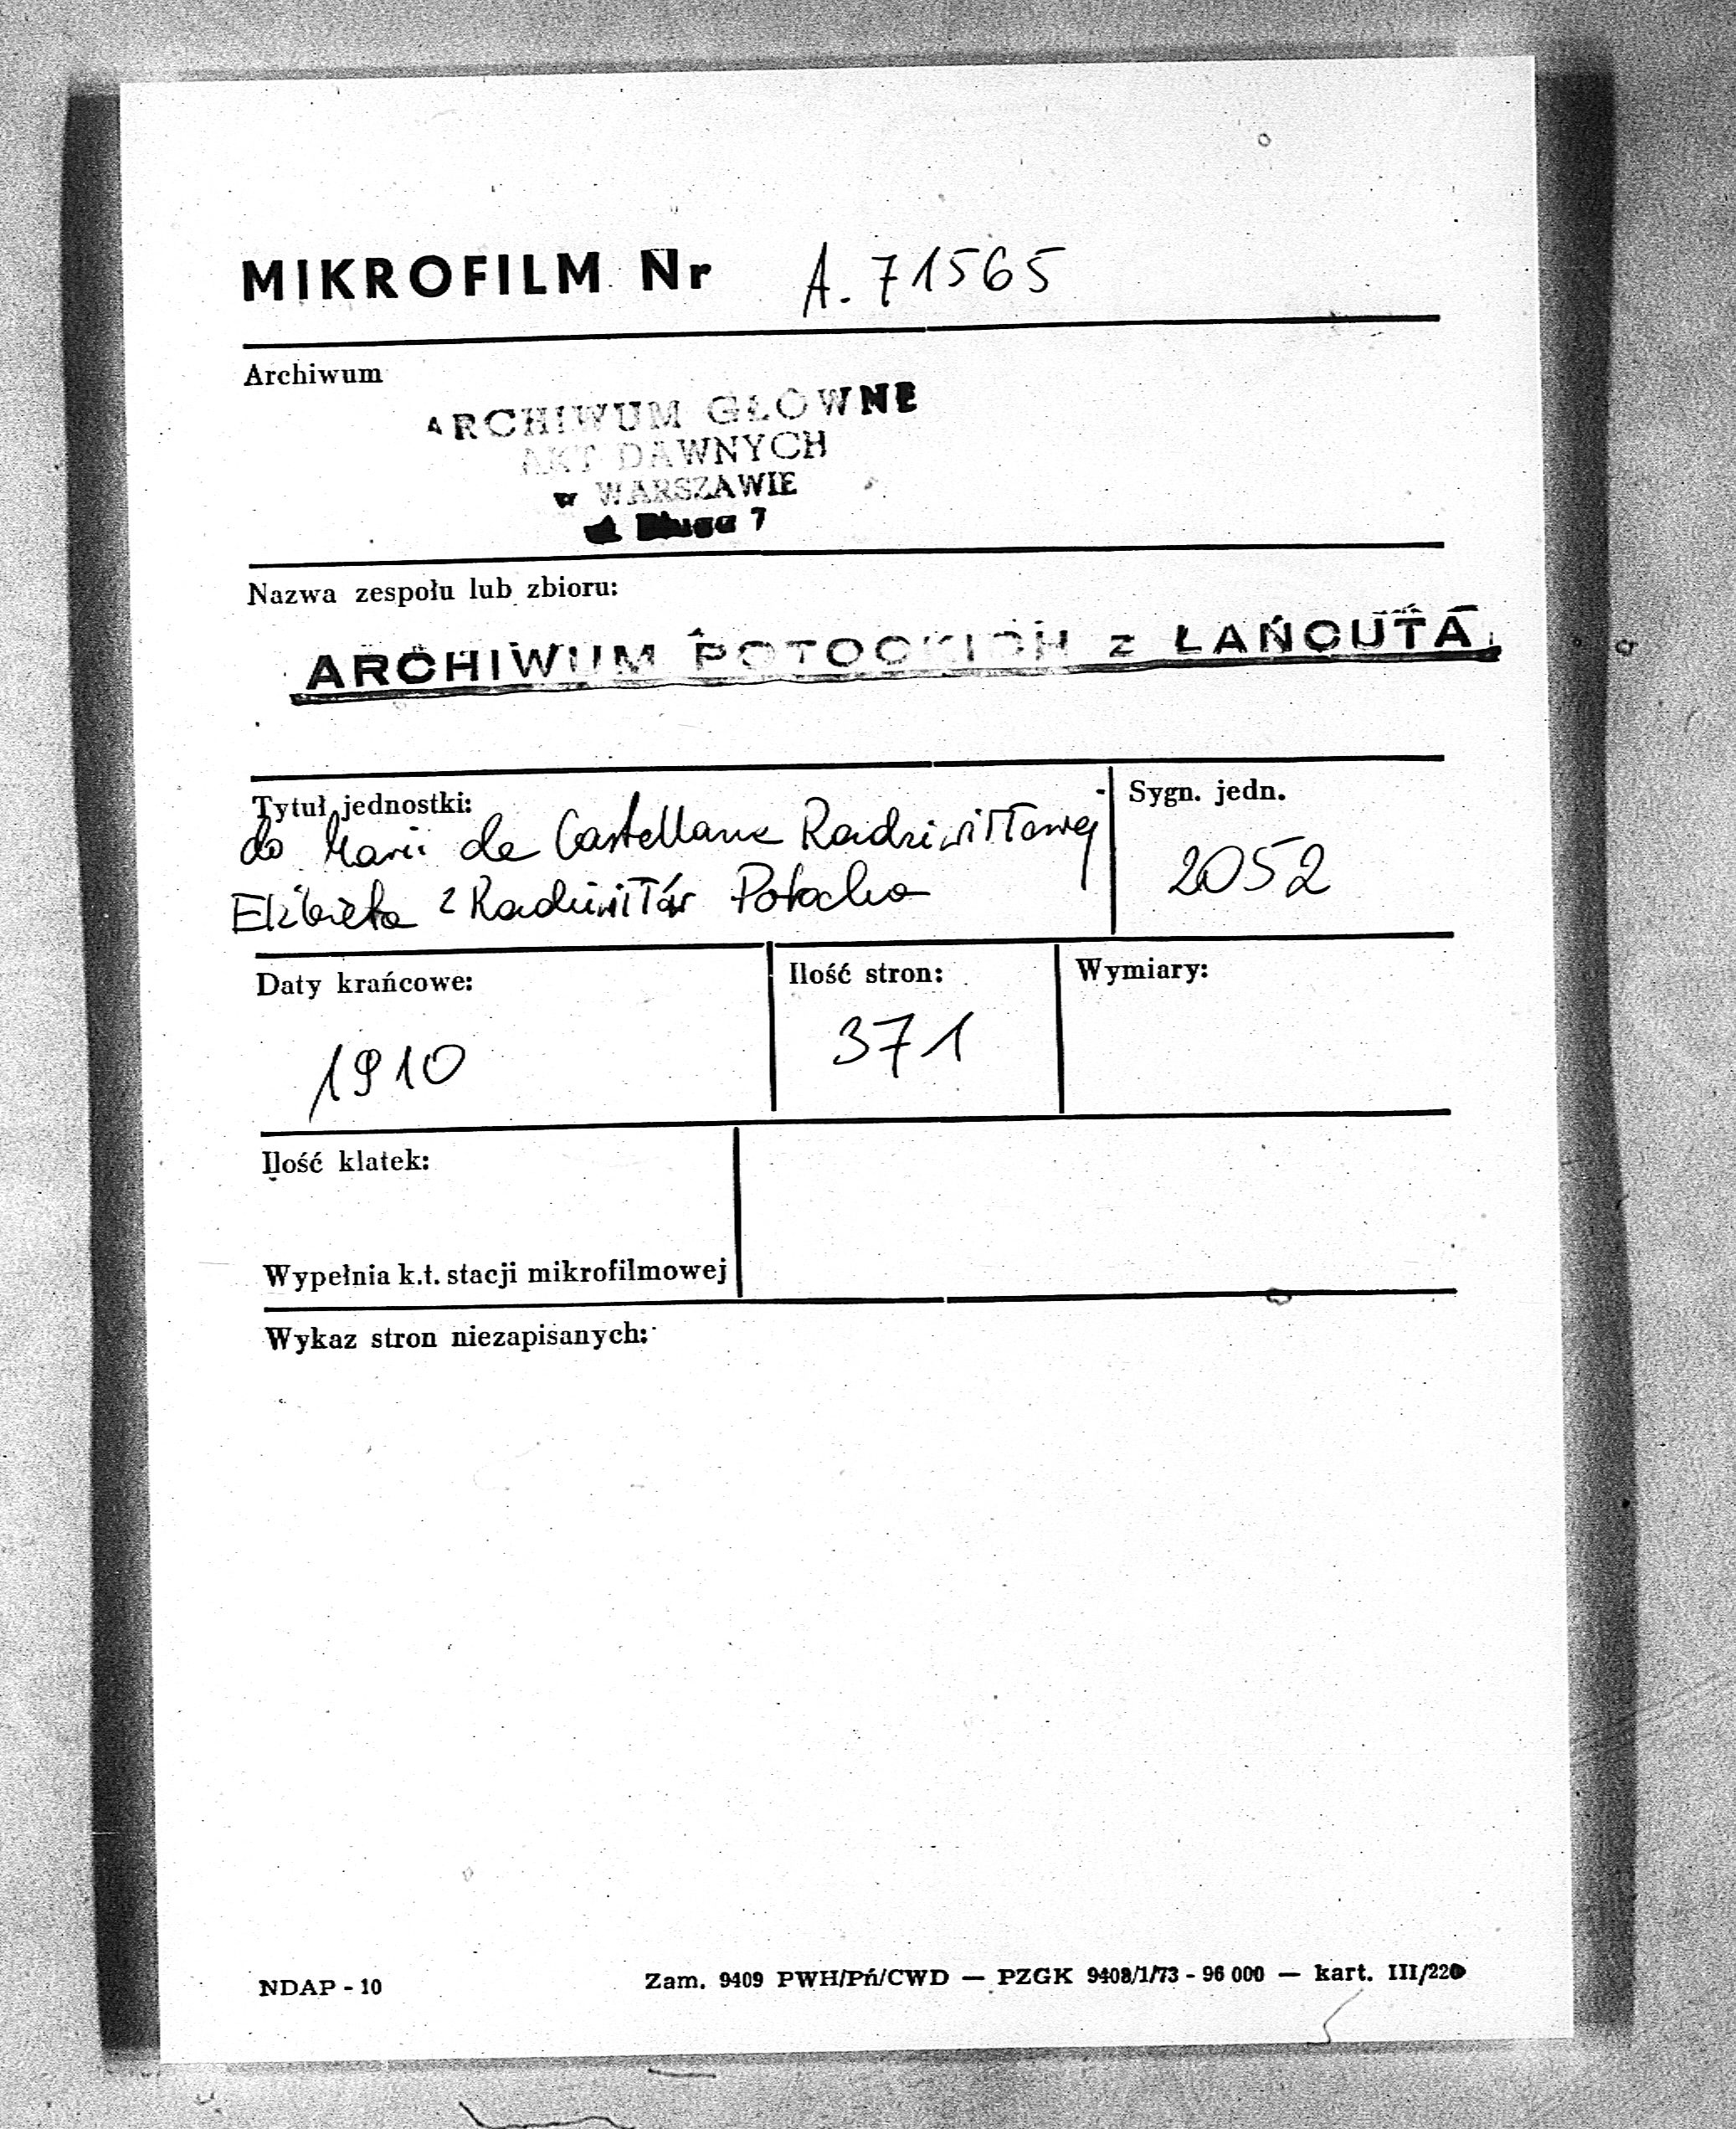 MIKROFILM Nr A. 71565
Archiwum
ARCHIWUM GŁÓWNE
AKT DAWNYCH
w WARSZAWIE
ul. Długa 7
Nazwa zespołu lub zbioru:
ARCHIWUM POTOCKICH z ŁAŃCUTA
Tytuł jednostki:
do Marii de Castellane Radziwiłłowej
Elżbieta z Radziwiłłów Potocka
Sygn. jedn.
2052
Daty krańcowe:
1910
Ilość stron:
371
Wymiary:
Ilość klatek:
Wypełnia k.t. stacji mikrofilmowej
Wykaz stron niezapisanych:
NDAP - 10
Zam. 9409 PWH/Pń/CWD — PZGK 9408/1/73 - 96 000 — kart. III/220